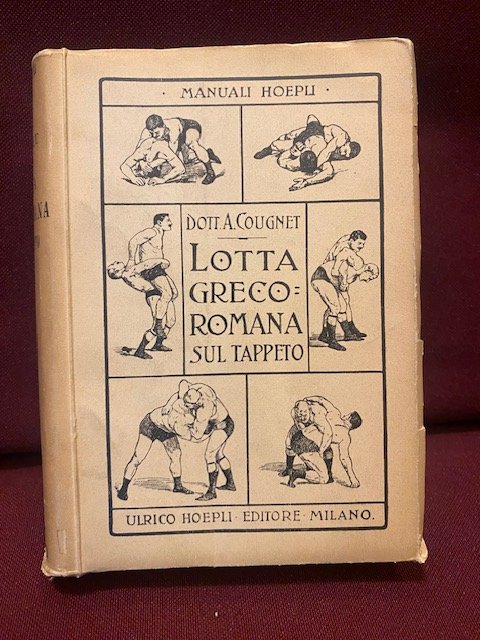 · MANUALI HOEPLI ·
DOTT. A. COUGNET
LOTTA
GRECO=
ROMANA
SUL TAPPETO
ULRICO HOEPLI · EDITORE · MILANO.